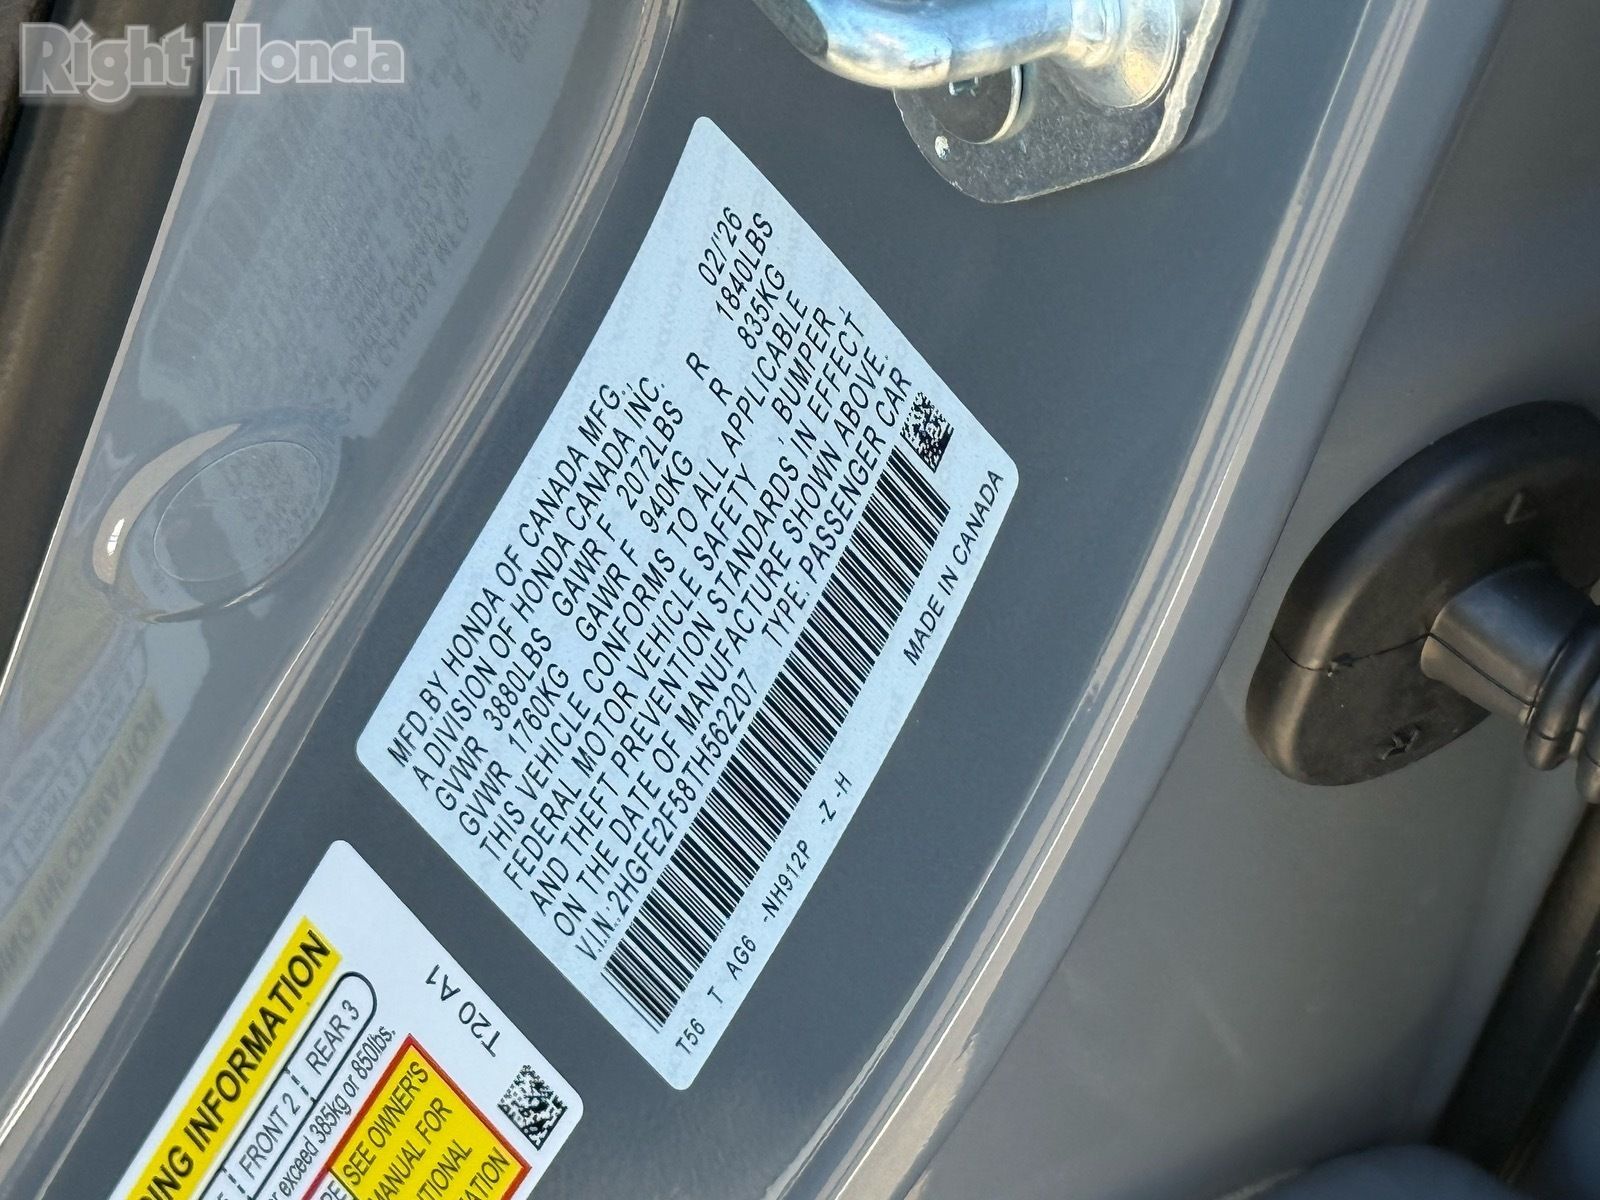 Right Honda
MFD.BY HONDA OF CANADA MFG.,
A DIVISION OF HONDA CANADA INC. 02/'26
GVWR 3880LBS GAWR F 2072LBS R 1840LBS
GVWR 1760KG GAWR F 940KG R 835KG
THIS VEHICLE CONFORMS TO ALL APPLICABLE
FEDERAL MOTOR VEHICLE SAFETY , BUMPER ,
AND THEFT PREVENTION STANDARDS IN EFFECT
ON THE DATE OF MANUFACTURE SHOWN ABOVE.
V.I.N.:2HGFE2F58TH562207 TYPE: PASSENGER CAR
T56 T AG6 -NH912P -Z -H
MADE IN CANADA
T20 A1
ING INFORMATION
FRONT 2 REAR 3
exceed 385kg or 850lbs.
SEE OWNER'S
MANUAL FOR